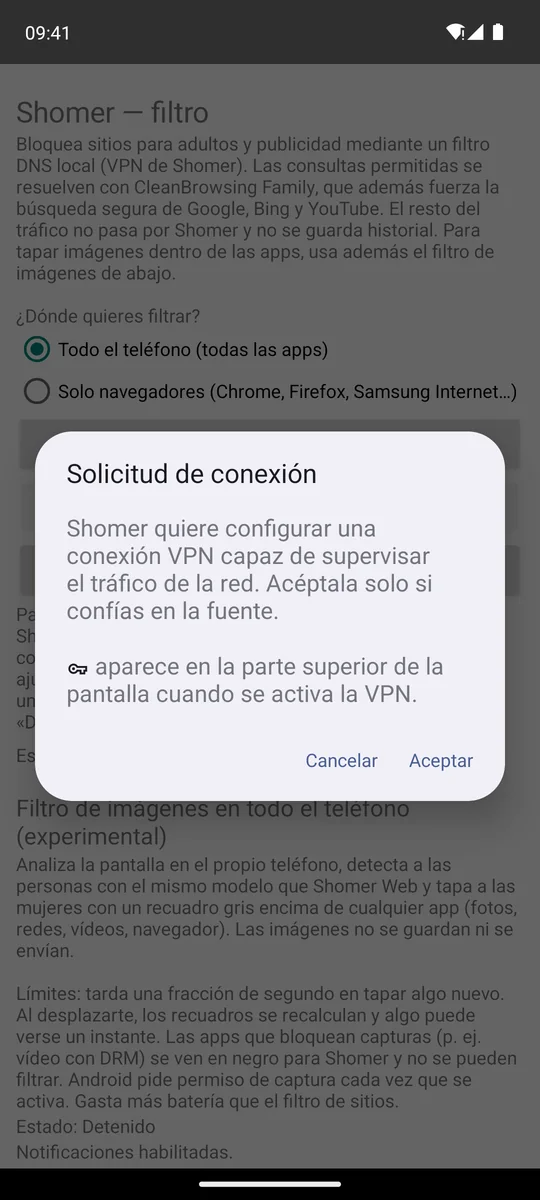 09:41
Shomer — filtro
Bloquea sitios para adultos y publicidad mediante un filtro
DNS local (VPN de Shomer). Las consultas permitidas se
resuelven con CleanBrowsing Family, que además fuerza la
búsqueda segura de Google, Bing y YouTube. El resto del
tráfico no pasa por Shomer y no se guarda historial. Para
tapar imágenes dentro de las apps, usa además el filtro de
imágenes de abajo.
¿Dónde quieres filtrar?
Todo el teléfono (todas las apps)
Solo navegadores (Chrome, Firefox, Samsung Internet…)
Solicitud de conexión
Shomer quiere configurar una
conexión VPN capaz de supervisar
el tráfico de la red. Acéptala solo si
confías en la fuente.
aparece en la parte superior de la
pantalla cuando se activa la VPN.
Cancelar Aceptar
Filtro de imágenes en todo el teléfono
(experimental)
Analiza la pantalla en el propio teléfono, detecta a las
personas con el mismo modelo que Shomer Web y tapa a las
mujeres con un recuadro gris encima de cualquier app (fotos,
redes, vídeos, navegador). Las imágenes no se guardan ni se
envían.
Límites: tarda una fracción de segundo en tapar algo nuevo.
Al desplazarte, los recuadros se recalculan y algo puede
verse un instante. Las apps que bloquean capturas (p. ej.
vídeo con DRM) se ven en negro para Shomer y no se pueden
filtrar. Android pide permiso de captura cada vez que se
activa. Gasta más batería que el filtro de sitios.
Estado: Detenido
Notificaciones habilitadas.